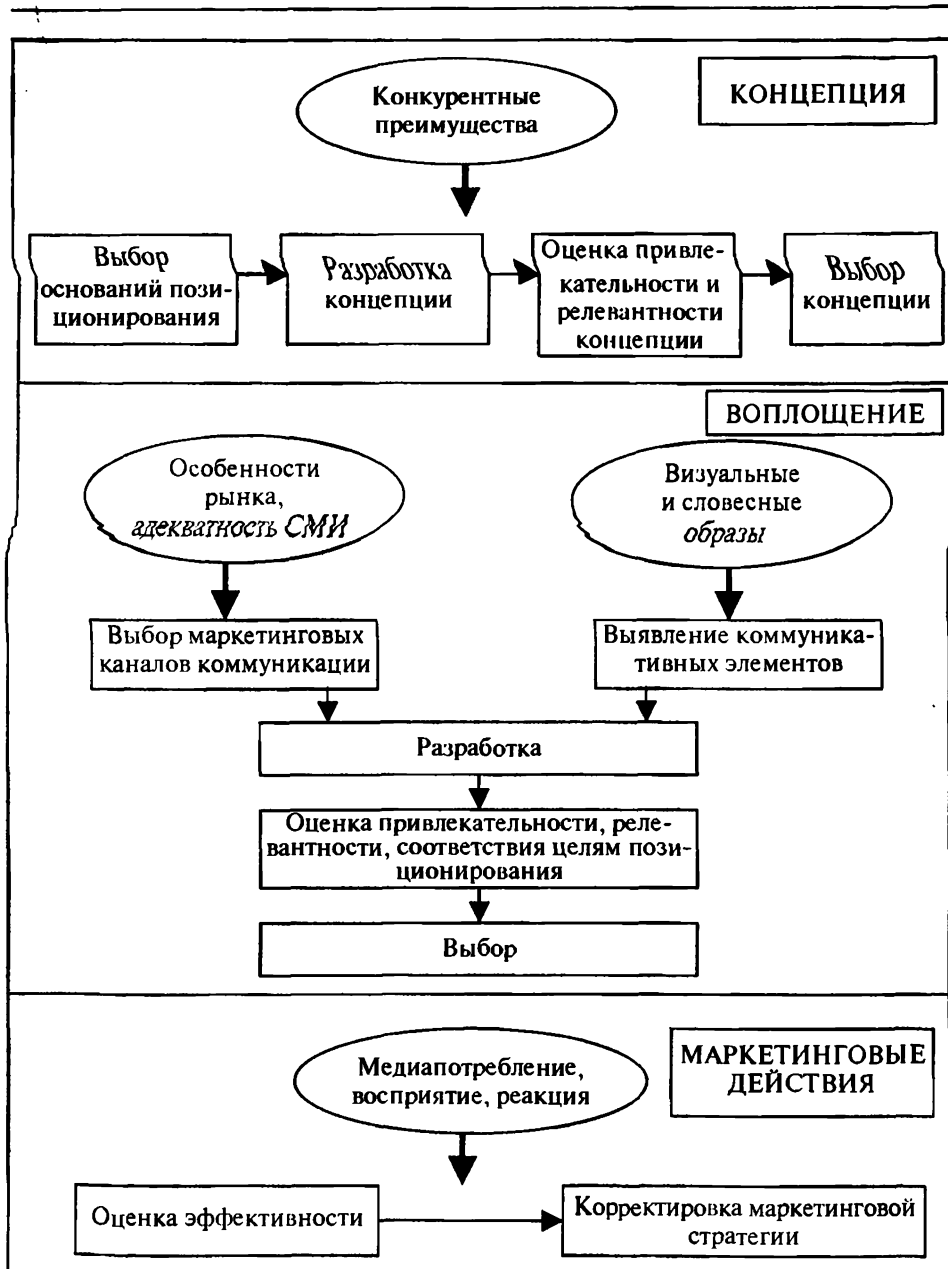 КОНЦЕПЦИЯ
Конкурентные
преимущества
Выбор
оснований пози-
ционирования
Разработка
концепции
Оценка привле-
кательности и
релевантности
концепции
Выбор
концепции
ВОПЛОЩЕНИЕ
Особенности
рынка,
адекватность СМИ
Визуальные
и словесные
образы
Выбор маркетинговых
каналов коммуникации
Выявление коммуника-
тивных элементов
Разработка
Оценка привлекательности, реле-
вантности, соответствия целям пози-
ционирования
Выбор
МАРКЕТИНГОВЫЕ
ДЕЙСТВИЯ
Медиапотребление,
восприятие, реакция
Оценка эффективности
Корректировка маркетинговой
стратегии